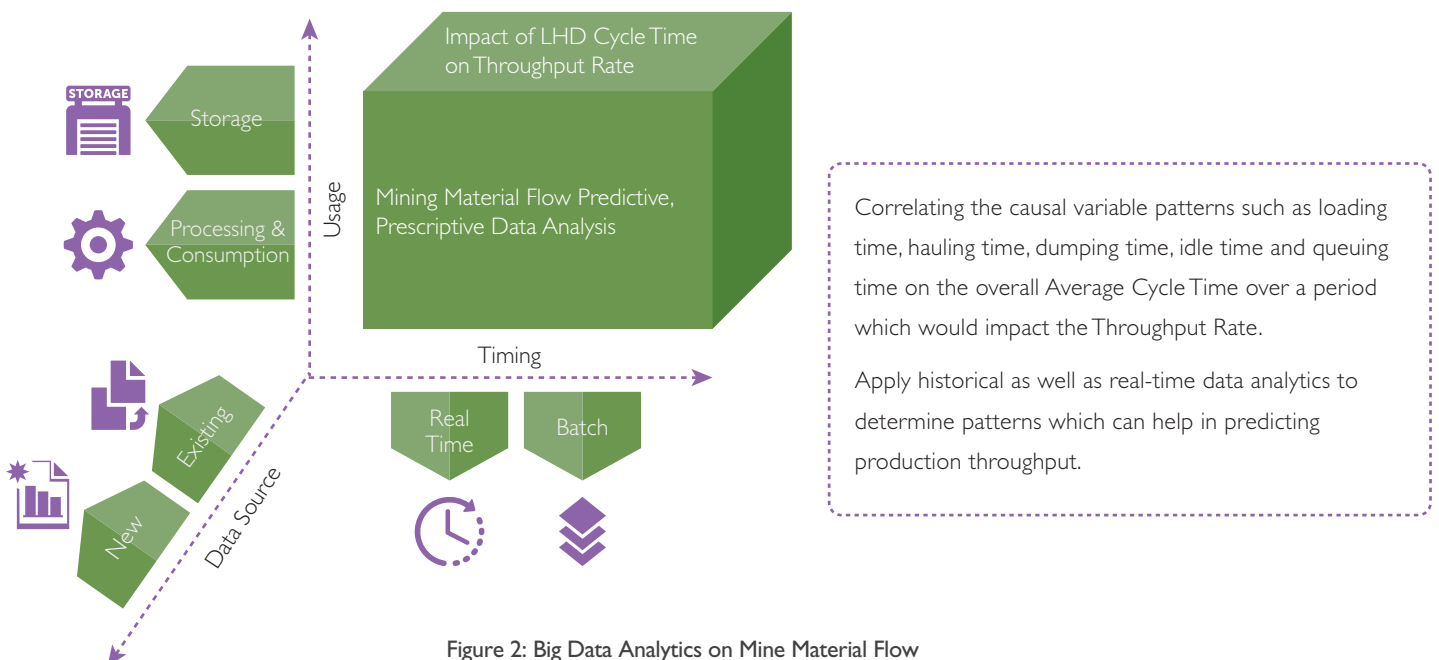 Impact of LHD Cycle Time
on Throughput Rate
STORAGE
Storage
Usage
Mining Material Flow Predictive,
Prescriptive Data Analysis
Processing &
Consumption
Correlating the causal variable patterns such as loading
time, hauling time, dumping time, idle time and queuing
time on the overall Average Cycle Time over a period
which would impact the Throughput Rate.
Apply historical as well as real-time data analytics to
determine patterns which can help in predicting
production throughput.
Timing
Real
Time
Batch
Existing
New
Data Source
Figure 2: Big Data Analytics on Mine Material Flow